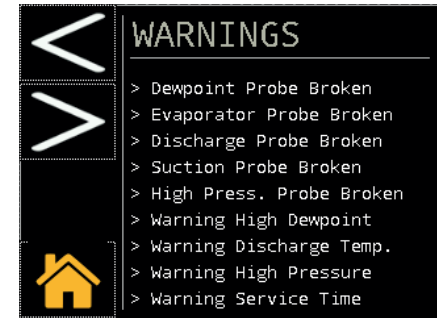 WARNINGS
> Dewpoint Probe Broken
> Evaporator Probe Broken
> Discharge Probe Broken
> Suction Probe Broken
> High Press. Probe Broken
> Warning High Dewpoint
> Warning Discharge Temp.
> Warning High Pressure
> Warning Service Time